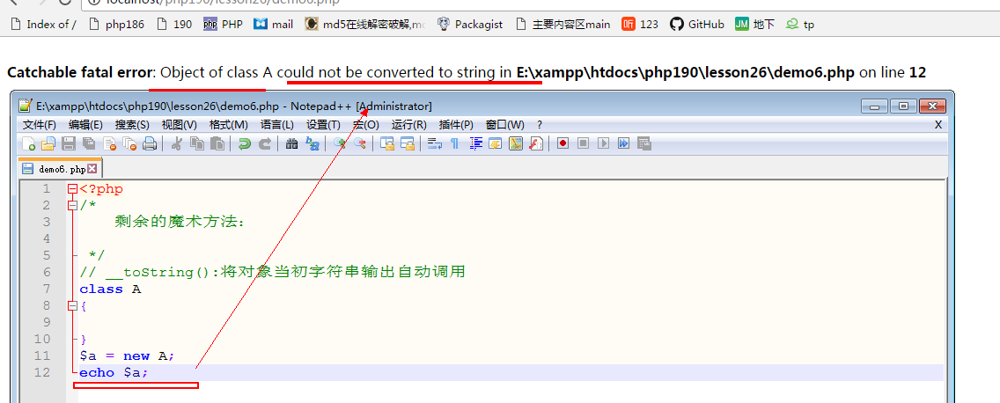 localhost/php190/lesson26/demo6.php
Index of / php186 190 PHP mail md5在线解密破解,mc Packagist 主要内容区main 123 GitHub JM 地下 tp
Catchable fatal error: Object of class A could not be converted to string in E:\xampp\htdocs\php190\lesson26\demo6.php on line 12
E:\xampp\htdocs\php190\lesson26\demo6.php - Notepad++ [Administrator]
文件(F) 编辑(E) 搜索(S) 视图(V) 格式(M) 语言(L) 设置(T) 宏(O) 运行(R) 插件(P) 窗口(W) ? X
demo6.php
1 <?php
2 /*
3 剩余的魔术方法:
4
5 */
6 // __toString():将对象当初字符串输出自动调用
7 class A
8 {
9
10 }
11 $a = new A;
12 echo $a;